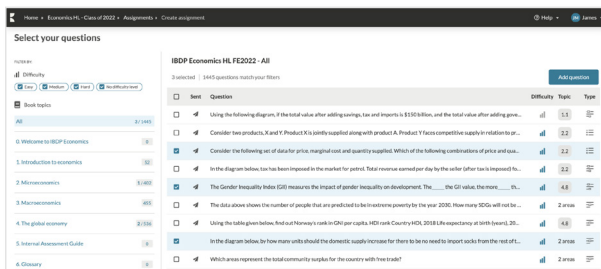 Home ▸ Economics HL - Class of 2022 ▸ Assignments ▸ Create assignment
Help
JM James
Select your questions
FILTER BY:
Difficulty
Easy Medium Hard No difficulty level
Book topics
All 3 / 1445
0. Welcome to IBDP Economics 0
1. Introduction to economics 52
2. Microeconomics 1 / 403
3. Macroeconomics
4. The global economy 2 / 536
5. Internal Assessment Guide 0
6. Glossary 0
IBDP Economics HL FE2022 - All
3 selected | 1445 questions match your filters
Add question
Sent Question Difficulty Topic Type
Using the following diagram, if the total value after adding savings, tax and imports is $150 billion, and the total value after adding gove... 5.1
Consider two products, X and Y. Product X is jointly supplied along with product A. Product Y faces competitive supply in relation to pr... 2.2
Consider the following set of data for price, marginal cost and quantity supplied. Which of the following combinations of price and qua... 2.2
In the diagram below, tax has been imposed in the market for petrol. Total revenue earned per day by the seller (after tax is imposed) fo... 2.2
The Gender Inequality Index (GII) measures the impact of gender inequality on development. The____ the GII value, the more ____ th... 4.8
The data above shows the number of people that are predicted to be in extreme poverty by the year 2030. How many SDGs will not be ... 2 areas
Using the table given below, find out Norway's rank in GNI per capita. HDI rank Country HDI, 2018 Life expectancy at birth (years), 20... 4.8
In the diagram below, by how many units should the domestic supply increase for there to be no need to import socks from the rest of t... 2 areas
Which areas represent the total community surplus for the country with free trade? 2 areas